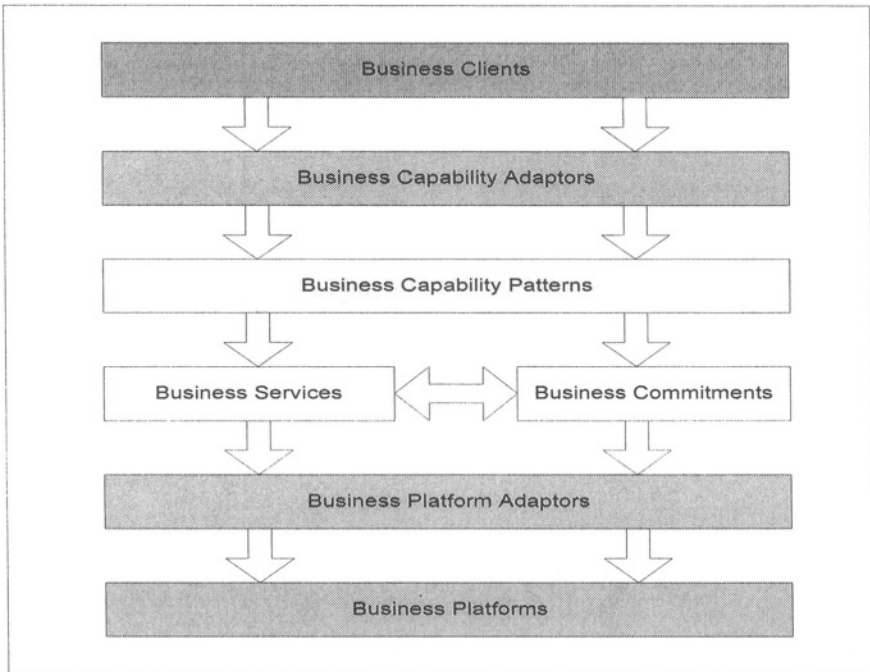 Business Clients
Business Capability Adaptors
Business Capability Patterns
Business Services
Business Commitments
Business Platform Adaptors
Business Platforms